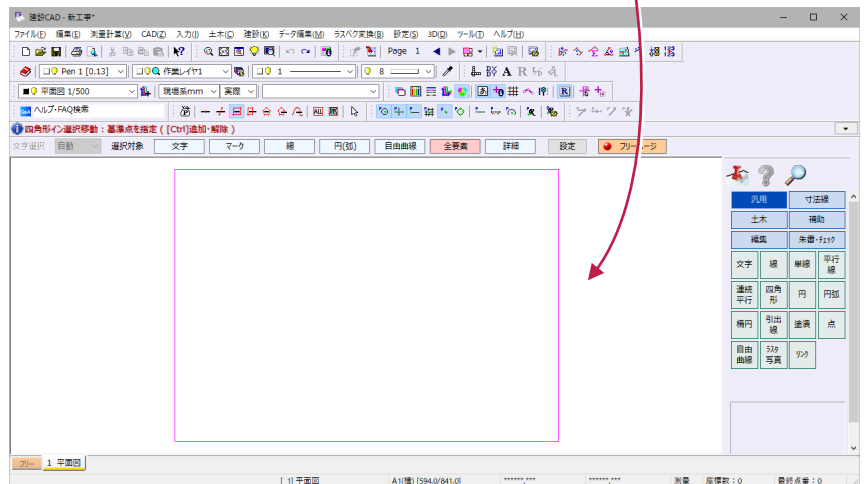 建設CAD - 新工事*
ファイル(F) 編集(E) 測量計算(V) CAD(Z) 入力(I) 土木(C) 建設(K) データ編集(M) ラスベク変換(B) 設定(S) 3D(D) ツール(T) ヘルプ(H)
Page 1
Pen 1 [0.13] 作業レイヤ1 1 8
平面図 1/500 現場系mm 実際
ヘルプ・FAQ検索
四角形イン選択移動：基準点を指定 ( [Ctrl]追加・解除 )
文字選択 自動 選択対象 文字 マーク 線 円(弧) 自由曲線 全要素 詳細 設定
汎用 寸法線
土木 補助
編集 朱書・ﾁｪｯｸ
文字 線 単線 平行線
連続平行 四角形 円 円弧
楕円 引出線 塗潰 点
自由曲線 ﾗｽﾀ写真 ﾘﾝｸ
フリー 1 平面図
[ 1] 平面図 A1(横) [594.0/841.0] ******.*** ******.*** 測量 座標数：0 最終点番：0